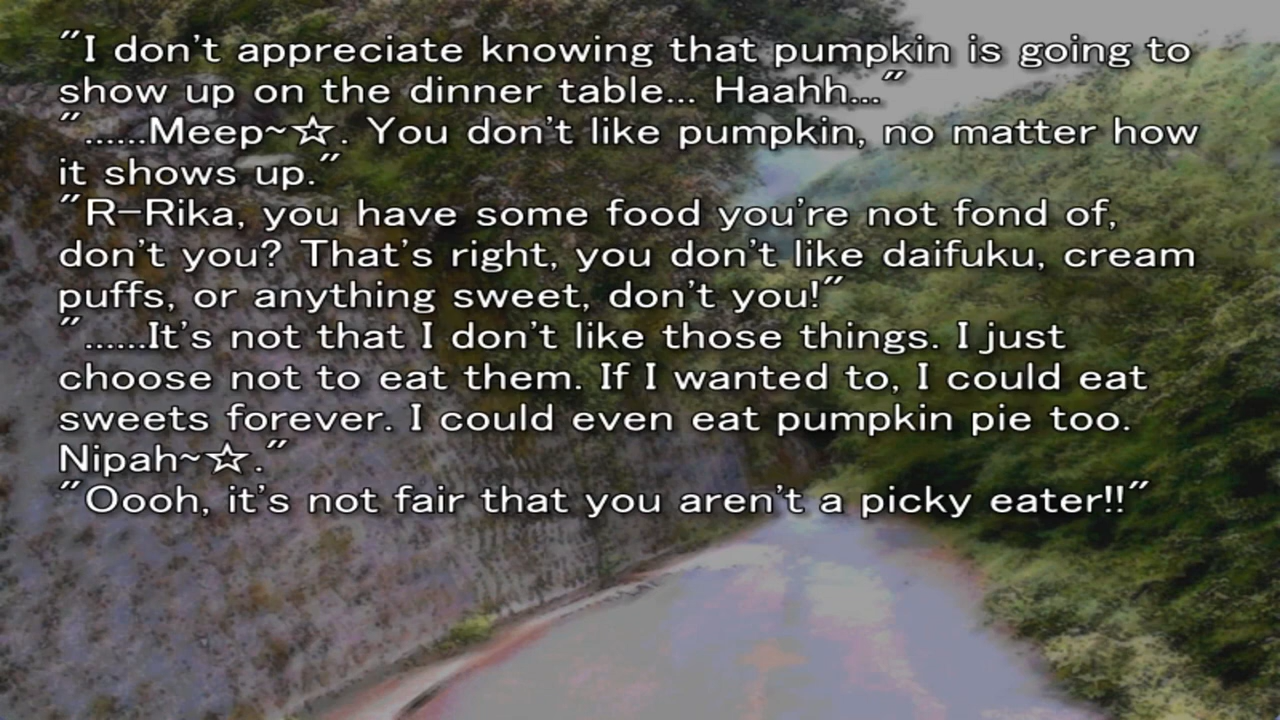 "I don't appreciate knowing that pumpkin is going to
show up on the dinner table... Haahh..."
"......Meep~☆. You don't like pumpkin, no matter how
it shows up."
"R-Rika, you have some food you're not fond of,
don't you? That's right, you don't like daifuku, cream
puffs, or anything sweet, don't you!"
"......It's not that I don't like those things. I just
choose not to eat them. If I wanted to, I could eat
sweets forever. I could even eat pumpkin pie too.
Nipah~☆."
"Oooh, it's not fair that you aren't a picky eater!!"